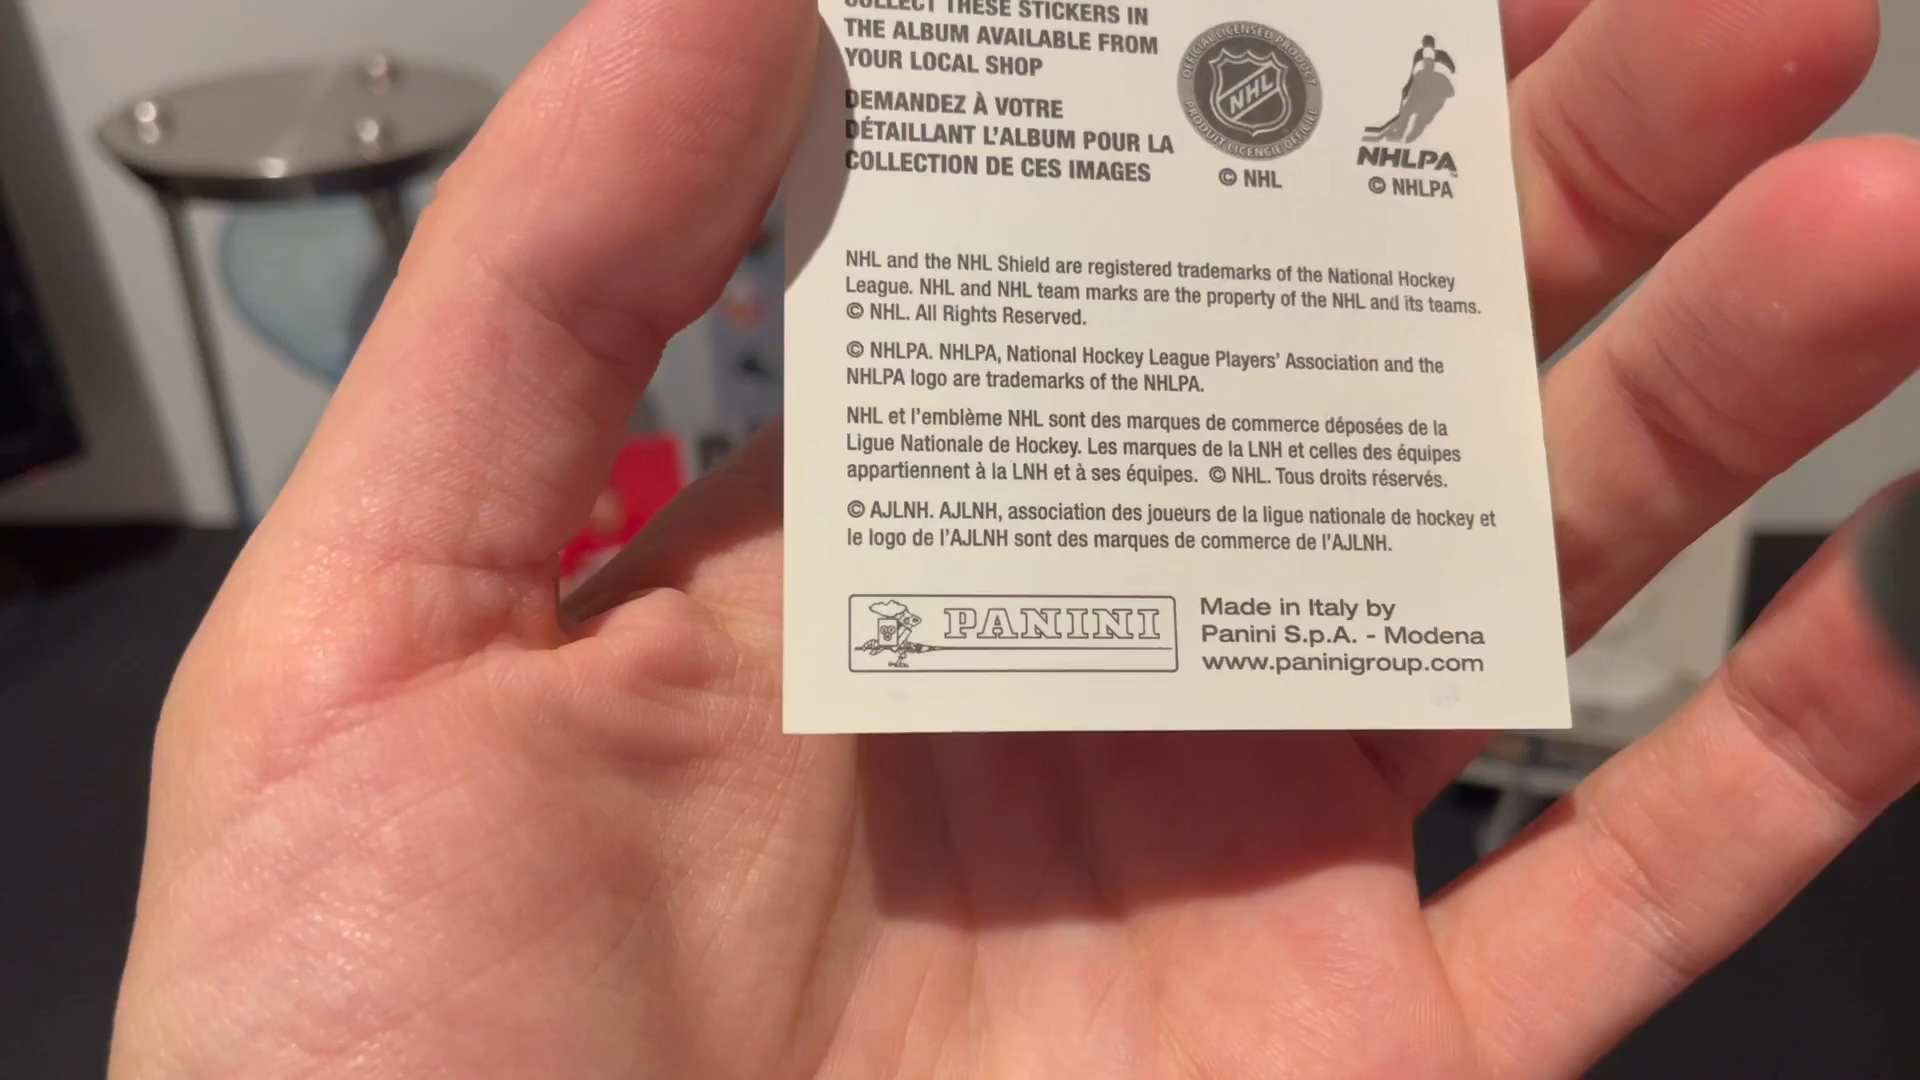 COLLECT THESE STICKERS IN
THE ALBUM AVAILABLE FROM
YOUR LOCAL SHOP
DEMANDEZ À VOTRE
DÉTAILLANT L'ALBUM POUR LA
COLLECTION DE CES IMAGES
OFFICIAL LICENSED PRODUCT
NHL
PRODUIT LICENCIÉ OFFICIEL
© NHL
NHLPA
© NHLPA
NHL and the NHL Shield are registered trademarks of the National Hockey
League. NHL and NHL team marks are the property of the NHL and its teams.
© NHL. All Rights Reserved.
© NHLPA. NHLPA, National Hockey League Players' Association and the
NHLPA logo are trademarks of the NHLPA.
NHL et l'emblème NHL sont des marques de commerce déposées de la
Ligue Nationale de Hockey. Les marques de la LNH et celles des équipes
appartiennent à la LNH et à ses équipes. © NHL. Tous droits réservés.
© AJLNH. AJLNH, association des joueurs de la ligue nationale de hockey et
le logo de l'AJLNH sont des marques de commerce de l'AJLNH.
PANINI
Made in Italy by
Panini S.p.A. - Modena
www.paninigroup.com